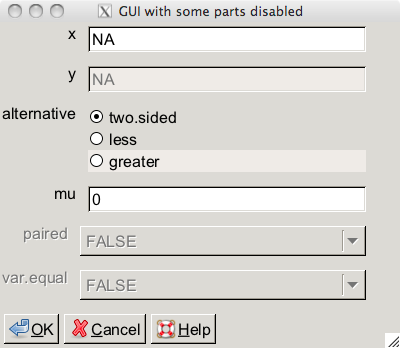 GUI with some parts disabled
x NA
y NA
alternative two.sided
less
greater
mu 0
paired FALSE
var.equal FALSE
OK Cancel Help